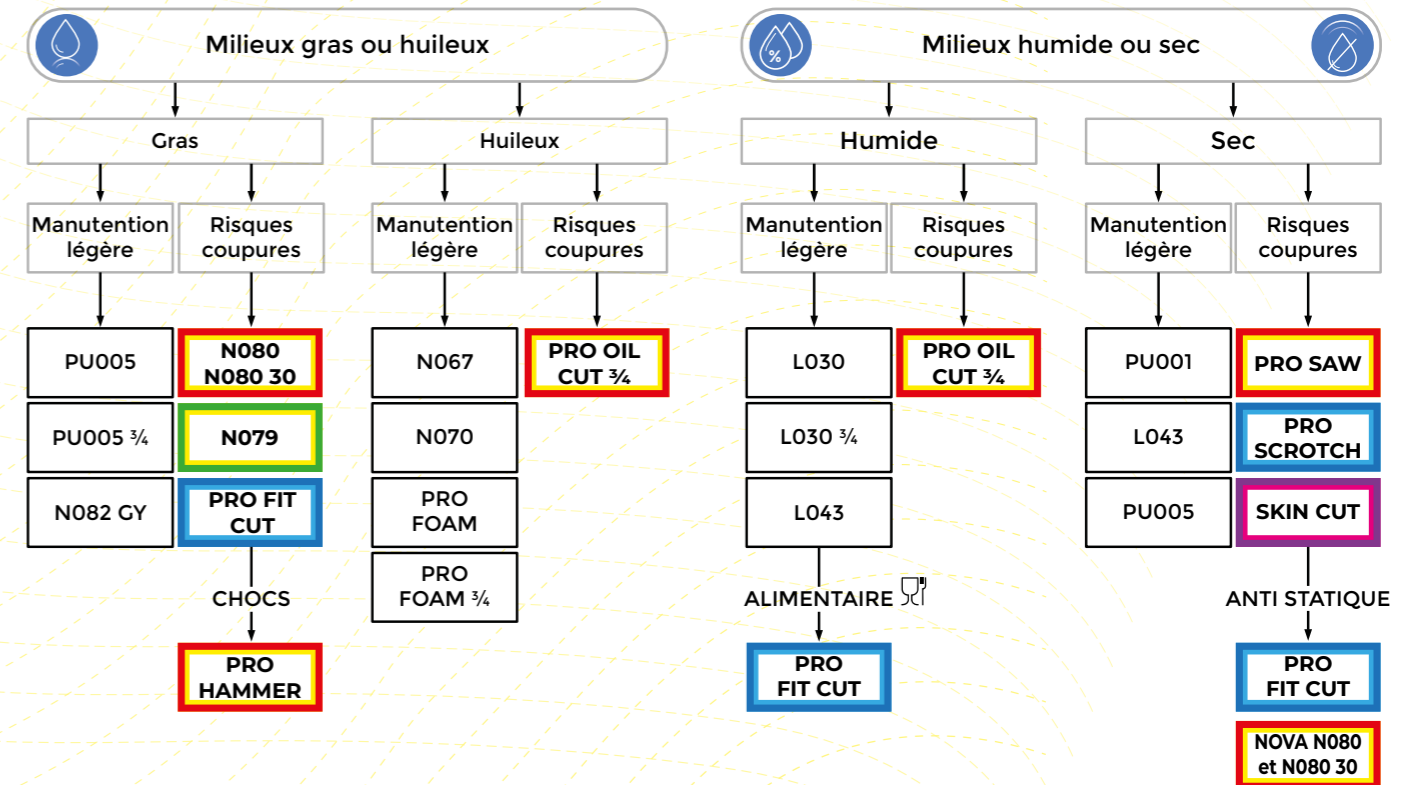 Milieux gras ou huileux
Gras
Huileux
Manutention
légère
Risques
coupures
Manutention
légère
Risques
coupures
PU005
PU005 ¾
N082 GY
N080
N080 30
N079
PRO FIT
CUT
CHOCS
PRO
HAMMER
N067
N070
PRO
FOAM
PRO
FOAM ¾
PRO OIL
CUT ¾
%
Milieux humide ou sec
Humide
Sec
Manutention
légère
Risques
coupures
Manutention
légère
Risques
coupures
L030
L030 ¾
L043
ALIMENTAIRE
PRO
FIT CUT
PRO OIL
CUT ¾
PU001
L043
PU005
PRO SAW
PRO
SCROTCH
SKIN CUT
ANTI STATIQUE
PRO
FIT CUT
NOVA N080
et N080 30